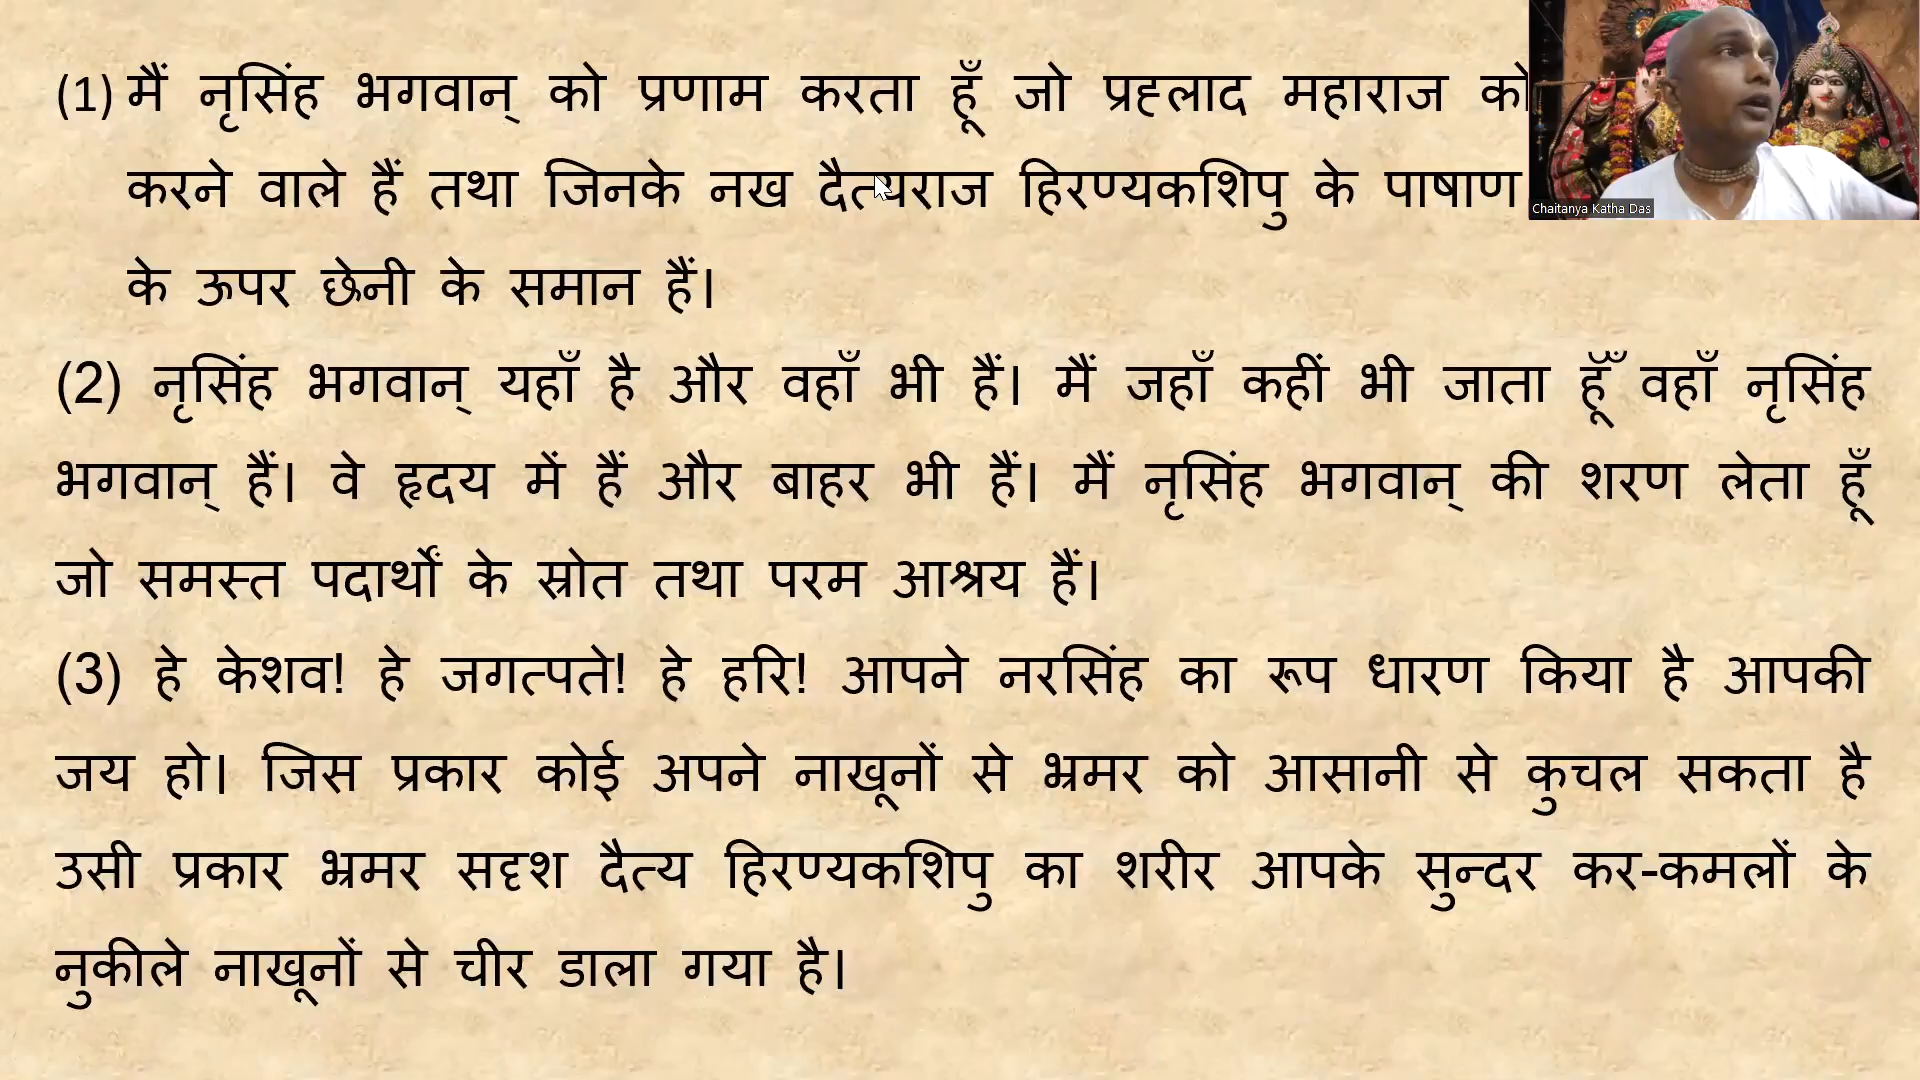 (1) मैं नृसिंह भगवान् को प्रणाम करता हूँ जो प्रह्लाद महाराज को
करने वाले हैं तथा जिनके नख दैत्यराज हिरण्यकशिपु के पाषाण
के ऊपर छेनी के समान हैं।
(2) नृसिंह भगवान् यहाँ है और वहाँ भी हैं। मैं जहाँ कहीं भी जाता हूँँ वहाँ नृसिंह
भगवान् हैं। वे हृदय में हैं और बाहर भी हैं। मैं नृसिंह भगवान् की शरण लेता हूँ
जो समस्त पदार्थों के स्रोत तथा परम आश्रय हैं।
(3) हे केशव! हे जगत्पते! हे हरि! आपने नरसिंह का रूप धारण किया है आपकी
जय हो। जिस प्रकार कोई अपने नाखूनों से भ्रमर को आसानी से कुचल सकता है
उसी प्रकार भ्रमर सदृश दैत्य हिरण्यकशिपु का शरीर आपके सुन्दर कर-कमलों के
नुकीले नाखूनों से चीर डाला गया है।
Chaitanya Katha Das